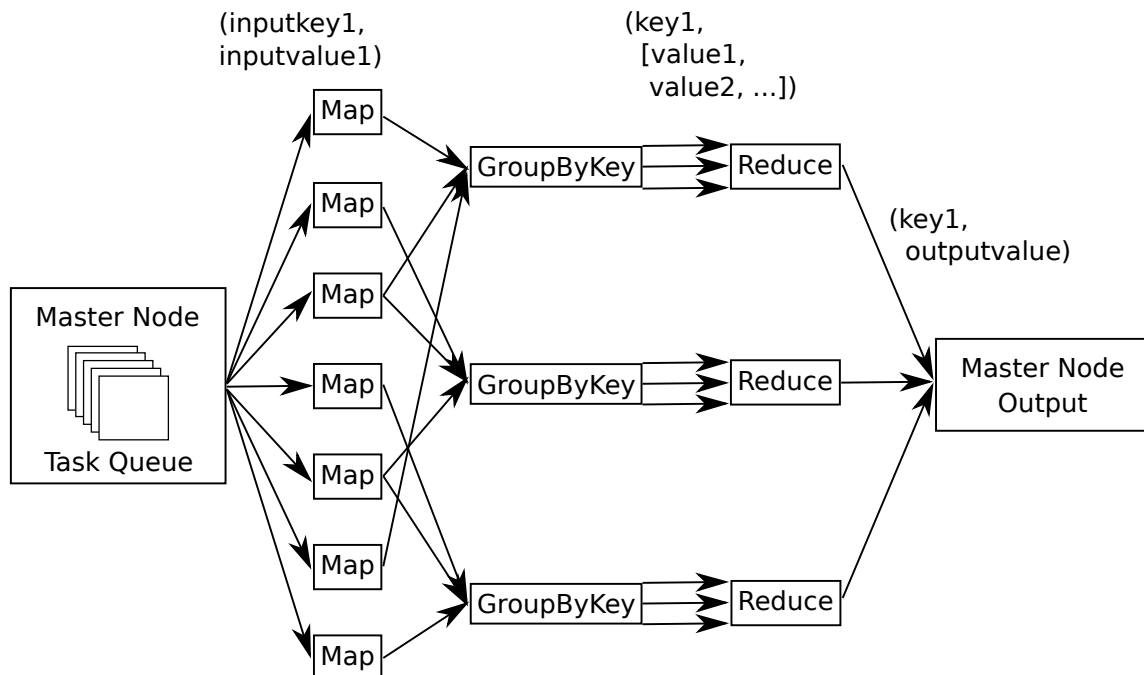 (inputkey1,
inputvalue1)
(key1,
[value1,
value2, ...])
Map
Map
Map
Map
Map
Map
Map
GroupByKey
GroupByKey
GroupByKey
Reduce
Reduce
Reduce
(key1,
outputvalue)
Master Node
Task Queue
Master Node
Output